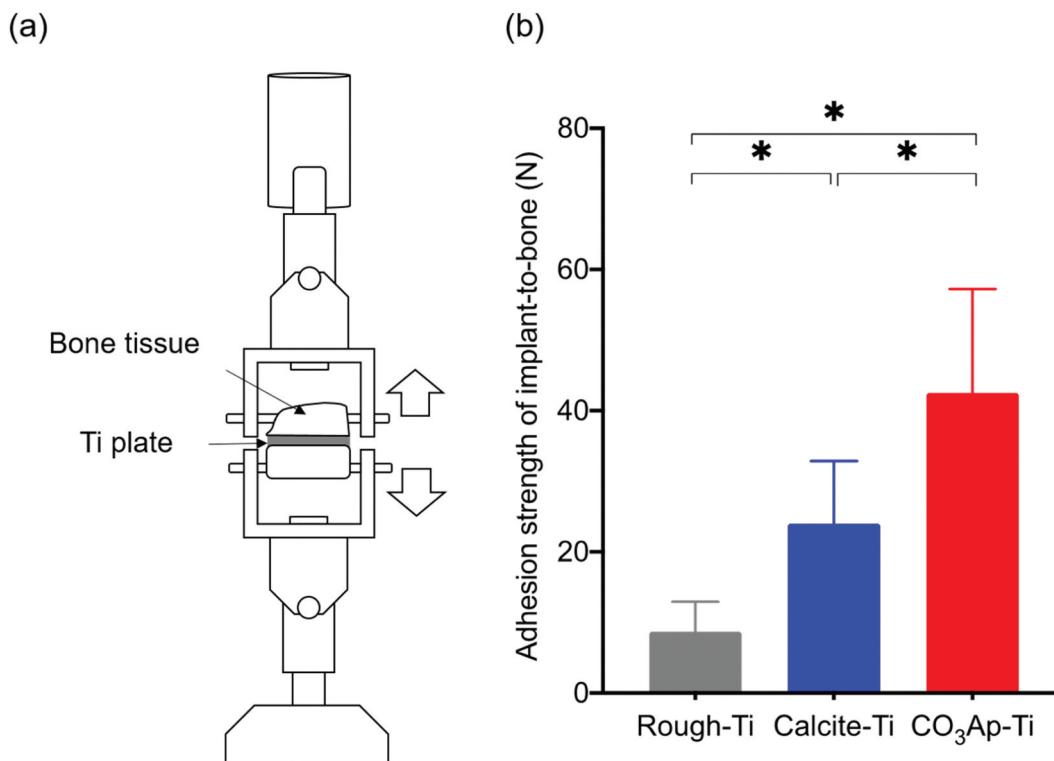 (a)
Bone tissue
Ti plate
(b)
Adhesion strength of implant-to-bone (N)
80
60
40
20
0
* 
* *
Rough-Ti Calcite-Ti CO₃Ap-Ti